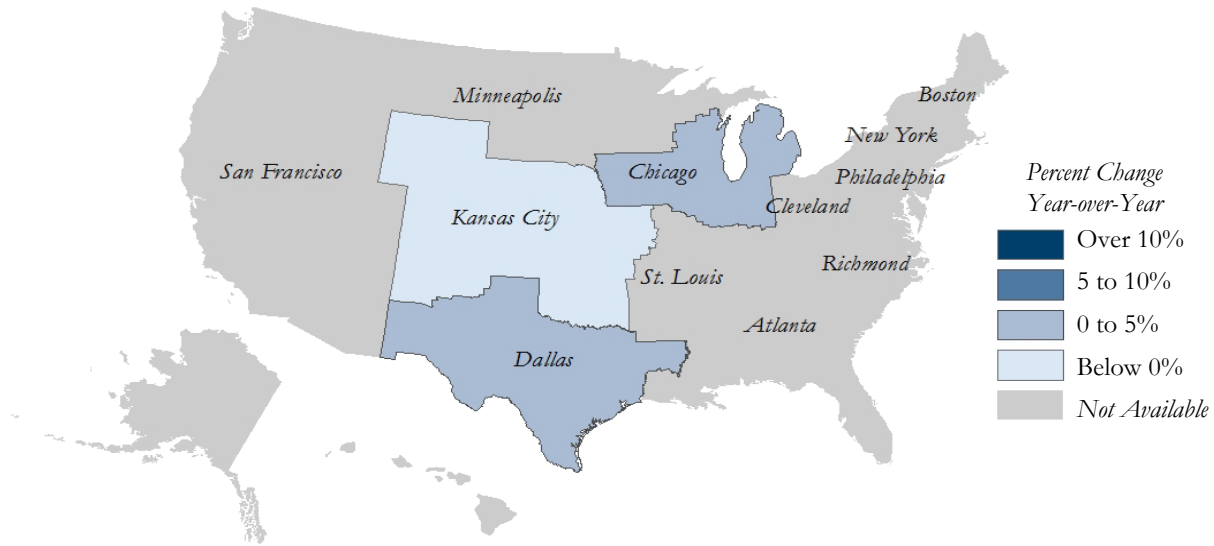 Minneapolis
Boston
New York
San Francisco
Chicago
Philadelphia
Cleveland
Kansas City
St. Louis
Richmond
Atlanta
Dallas
Percent Change
Year-over-Year
Over 10%
5 to 10%
0 to 5%
Below 0%
Not Available